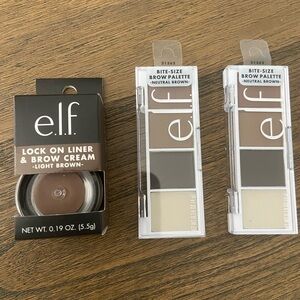 e.l.f.
LOCK ON LINER
& BROW CREAM
-LIGHT BROWN-
NET WT. 0.19 OZ. (5.5g)
BITE-SIZE
BROW PALETTE
-NEUTRAL BROWN-
e.l.f.
BITE-SIZE
BROW PALETTE
-NEUTRAL BROWN-
e.l.f.